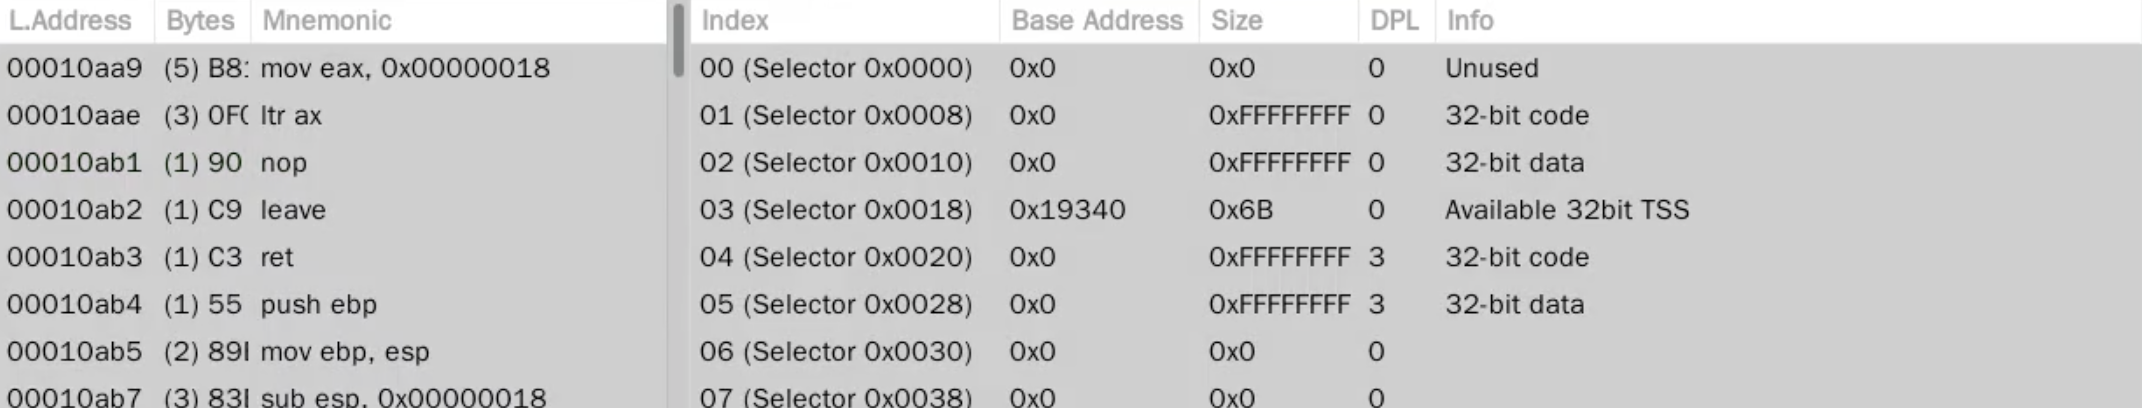 L.Address Bytes Mnemonic Index Base Address Size DPL Info
00010aa9 (5) B8: mov eax, 0x00000018 00 (Selector 0x0000) 0x0 0x0 0 Unused
00010aae (3) 0F( ltr ax 01 (Selector 0x0008) 0x0 0xFFFFFFFF 0 32-bit code
00010ab1 (1) 90 nop 02 (Selector 0x0010) 0x0 0xFFFFFFFF 0 32-bit data
00010ab2 (1) C9 leave 03 (Selector 0x0018) 0x19340 0x6B 0 Available 32bit TSS
00010ab3 (1) C3 ret 04 (Selector 0x0020) 0x0 0xFFFFFFFF 3 32-bit code
00010ab4 (1) 55 push ebp 05 (Selector 0x0028) 0x0 0xFFFFFFFF 3 32-bit data
00010ab5 (2) 89 mov ebp, esp 06 (Selector 0x0030) 0x0 0x0 0
00010ab7 (3) 83 sub esp, 0x00000018 07 (Selector 0x0038) 0x0 0x0 0